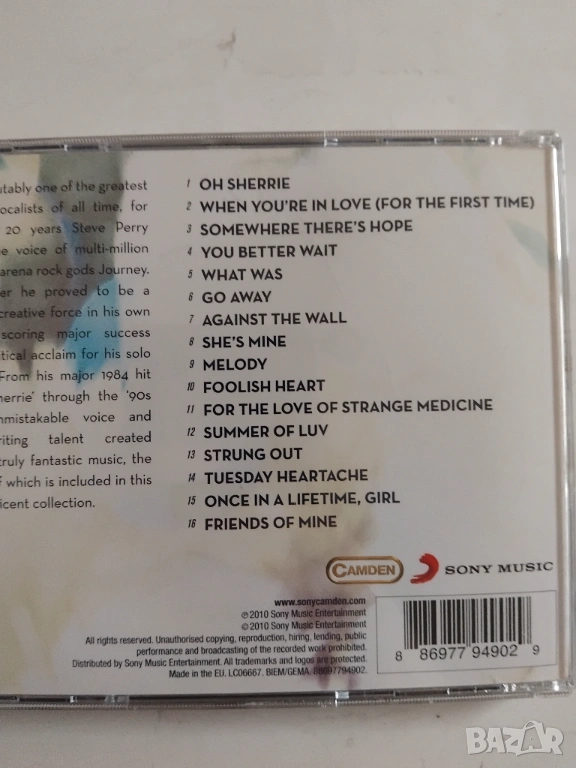 utably one of the greatest
ocalists of all time, for
20 years Steve Perry
e voice of multi-million
arena rock gods Journey.
er he proved to be a
creative force in his own
scoring major success
tical acclaim for his solo
From his major 1984 hit
herrie' through the '90s
nmistakable voice and
riting talent created
truly fantastic music, the
f which is included in this
icent collection.
1 OH SHERRIE
2 WHEN YOU'RE IN LOVE (FOR THE FIRST TIME)
3 SOMEWHERE THERE'S HOPE
4 YOU BETTER WAIT
5 WHAT WAS
6 GO AWAY
7 AGAINST THE WALL
8 SHE'S MINE
9 MELODY
10 FOOLISH HEART
11 FOR THE LOVE OF STRANGE MEDICINE
12 SUMMER OF LUV
13 STRUNG OUT
14 TUESDAY HEARTACHE
15 ONCE IN A LIFETIME, GIRL
16 FRIENDS OF MINE
CAMDEN
SONY MUSIC
www.sonycamden.com
℗ 2010 Sony Music Entertainment
© 2010 Sony Music Entertainment
All rights reserved. Unauthorised copying, reproduction, hiring, lending, public
performance and broadcasting of the recorded work prohibited.
Distributed by Sony Music Entertainment. All trademarks and logos are protected.
Made in the EU. LC06667. BIEM/GEMA. 88697794902.
8 86977 94902 9
BAZAR